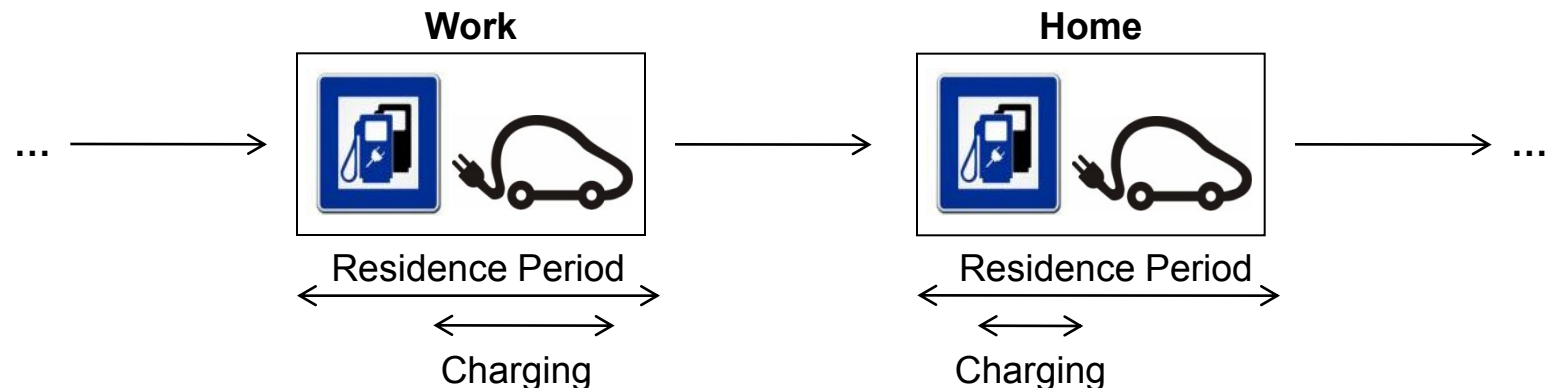 Work
Home
...
...
Residence Period
Residence Period
Charging
Charging